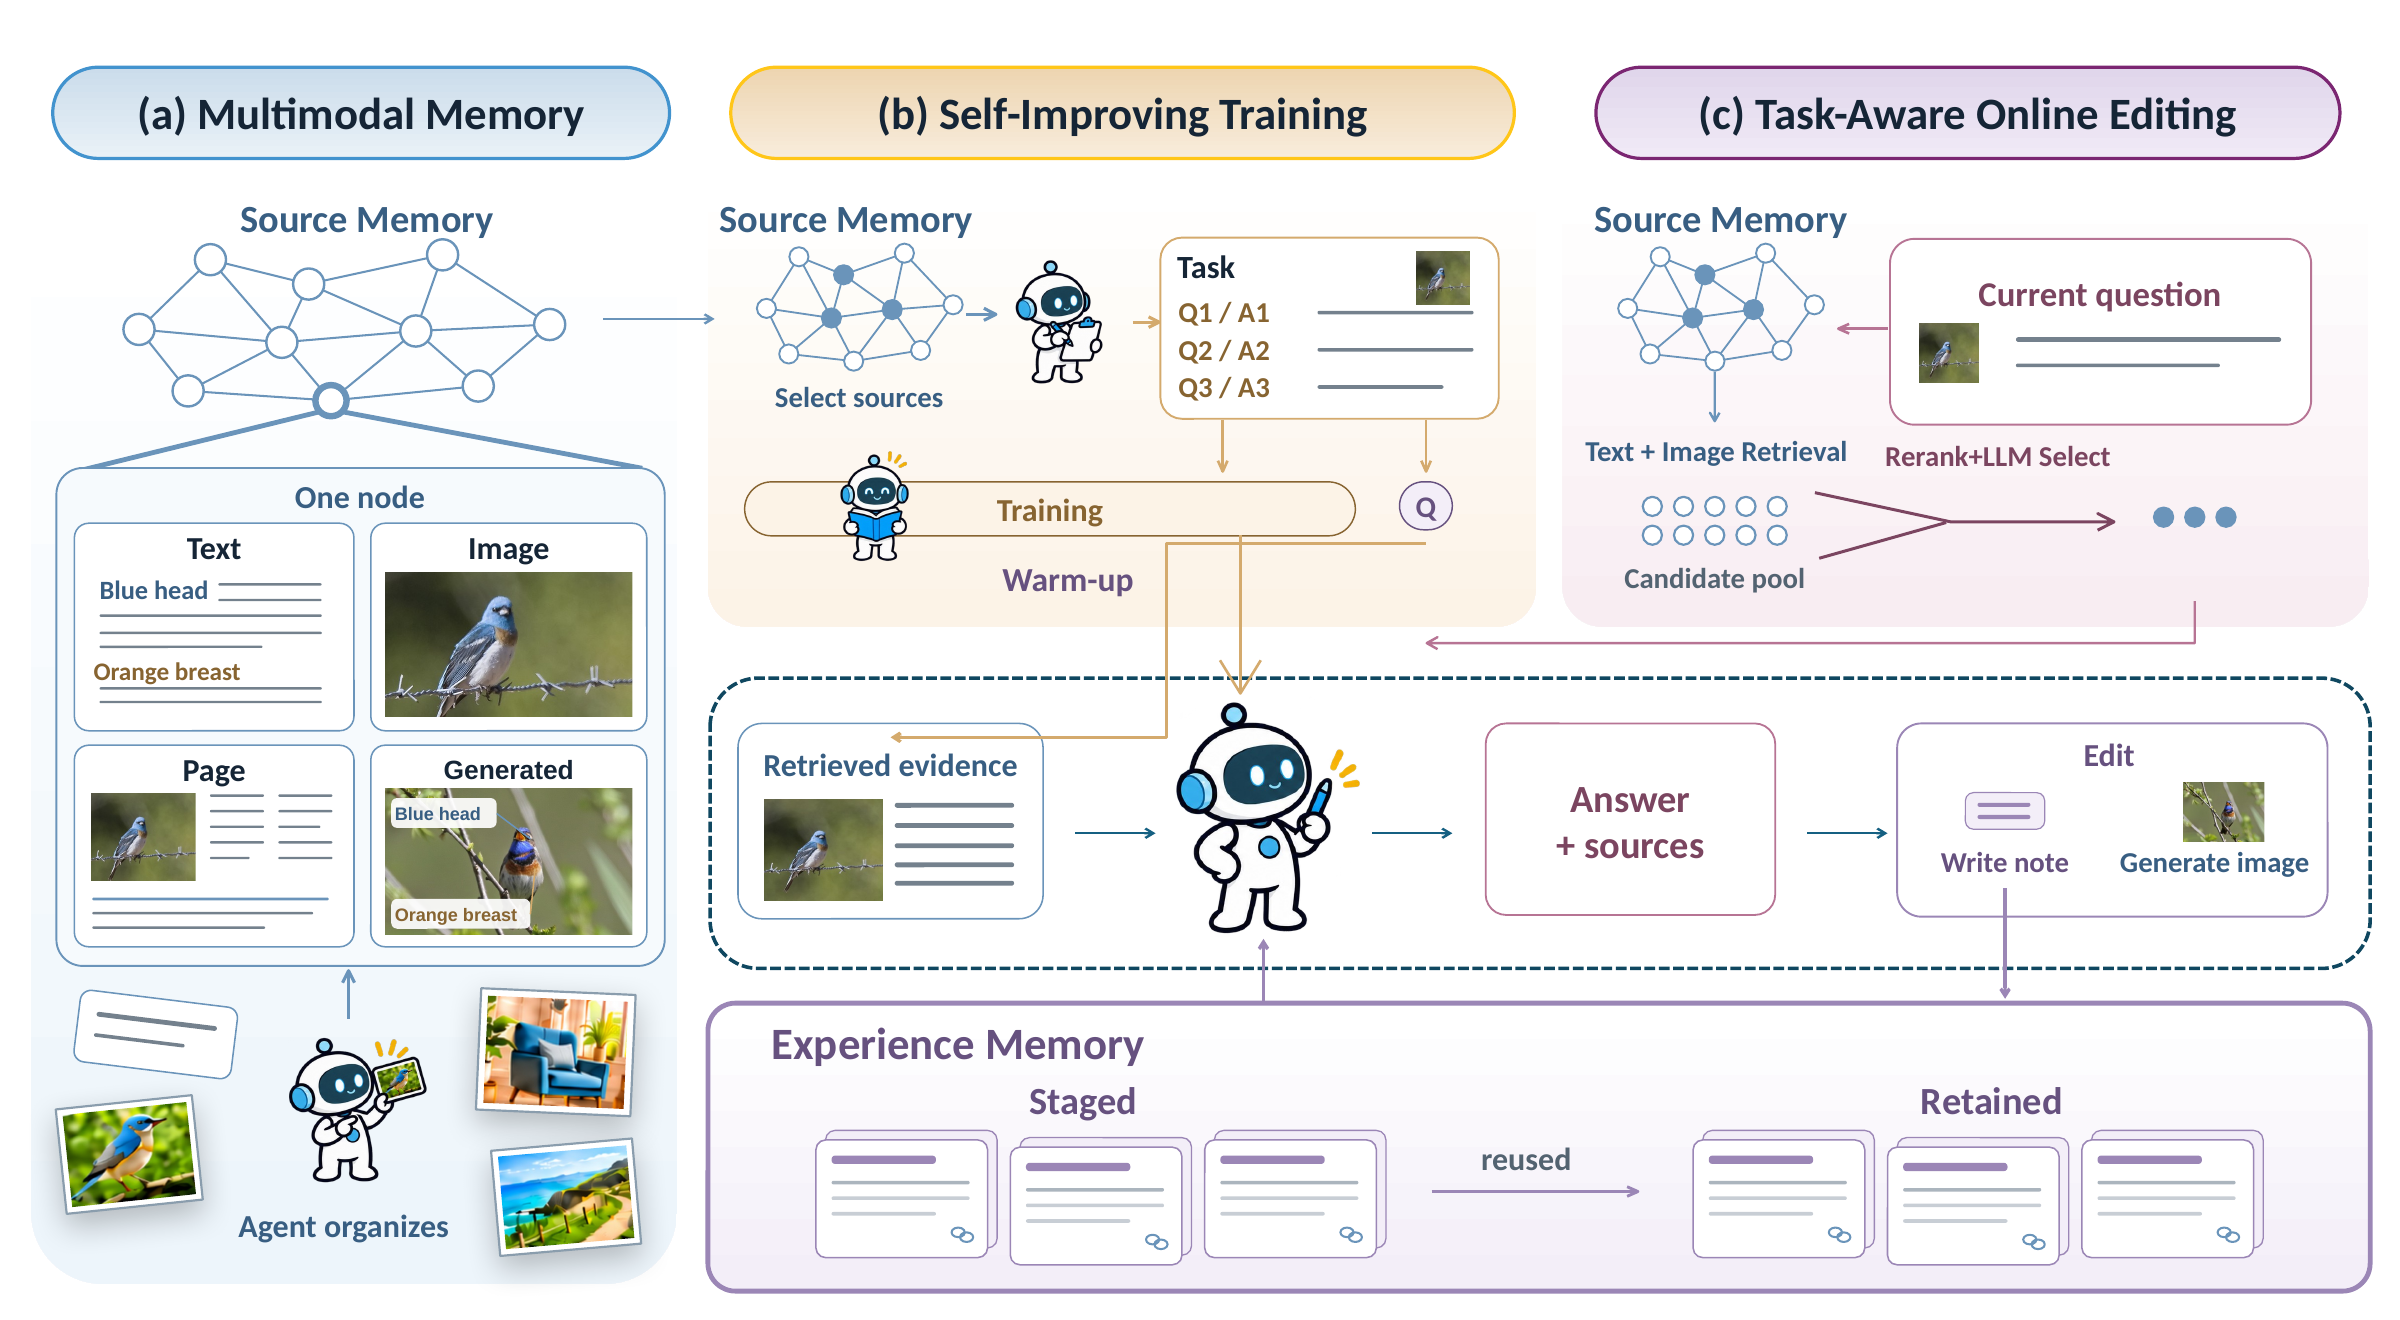 (a) Multimodal Memory
Source Memory
One node
Text
Blue head
Orange breast
Image
Page
Generated
Blue head
Orange breast
Agent organizes
(b) Self-Improving Training
Source Memory
Select sources
Task
Q1 / A1
Q2 / A2
Q3 / A3
Training
Q
Warm-up
(c) Task-Aware Online Editing
Source Memory
Current question
Text + Image Retrieval
Rerank+LLM Select
Candidate pool
Retrieved evidence
Answer
+ sources
Edit
Write note
Generate image
Experience Memory
Staged
reused
Retained